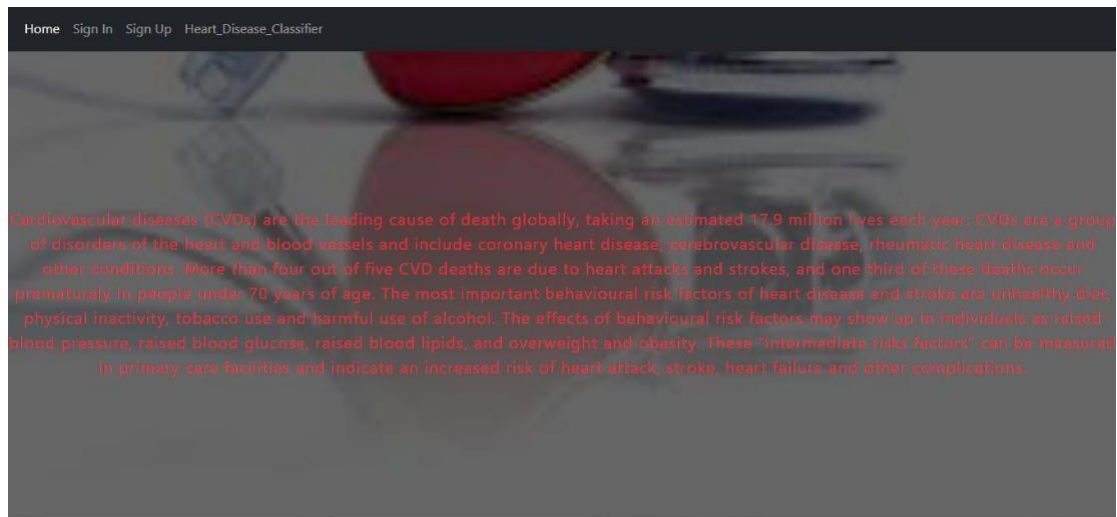 Home Sign In Sign Up Heart_Disease_Classifier
Cardiovascular diseases (CVDs) are the leading cause of death globally, taking an estimated 17.9 million lives each year. CVDs are a group
of disorders of the heart and blood vessels and include coronary heart disease, cerebrovascular disease, rheumatic heart disease and
other conditions. More than four out of five CVD deaths are due to heart attacks and strokes, and one third of these deaths occur
prematurely in people under 70 years of age. The most important behavioural risk factors of heart disease and stroke are unhealthy diet,
physical inactivity, tobacco use and harmful use of alcohol. The effects of behavioural risk factors may show up in individuals as raised
blood pressure, raised blood glucose, raised blood lipids, and overweight and obesity. These "intermediate risks factors" can be measured
in primary care facilities and indicate an increased risk of heart attack, stroke, heart failure and other complications.